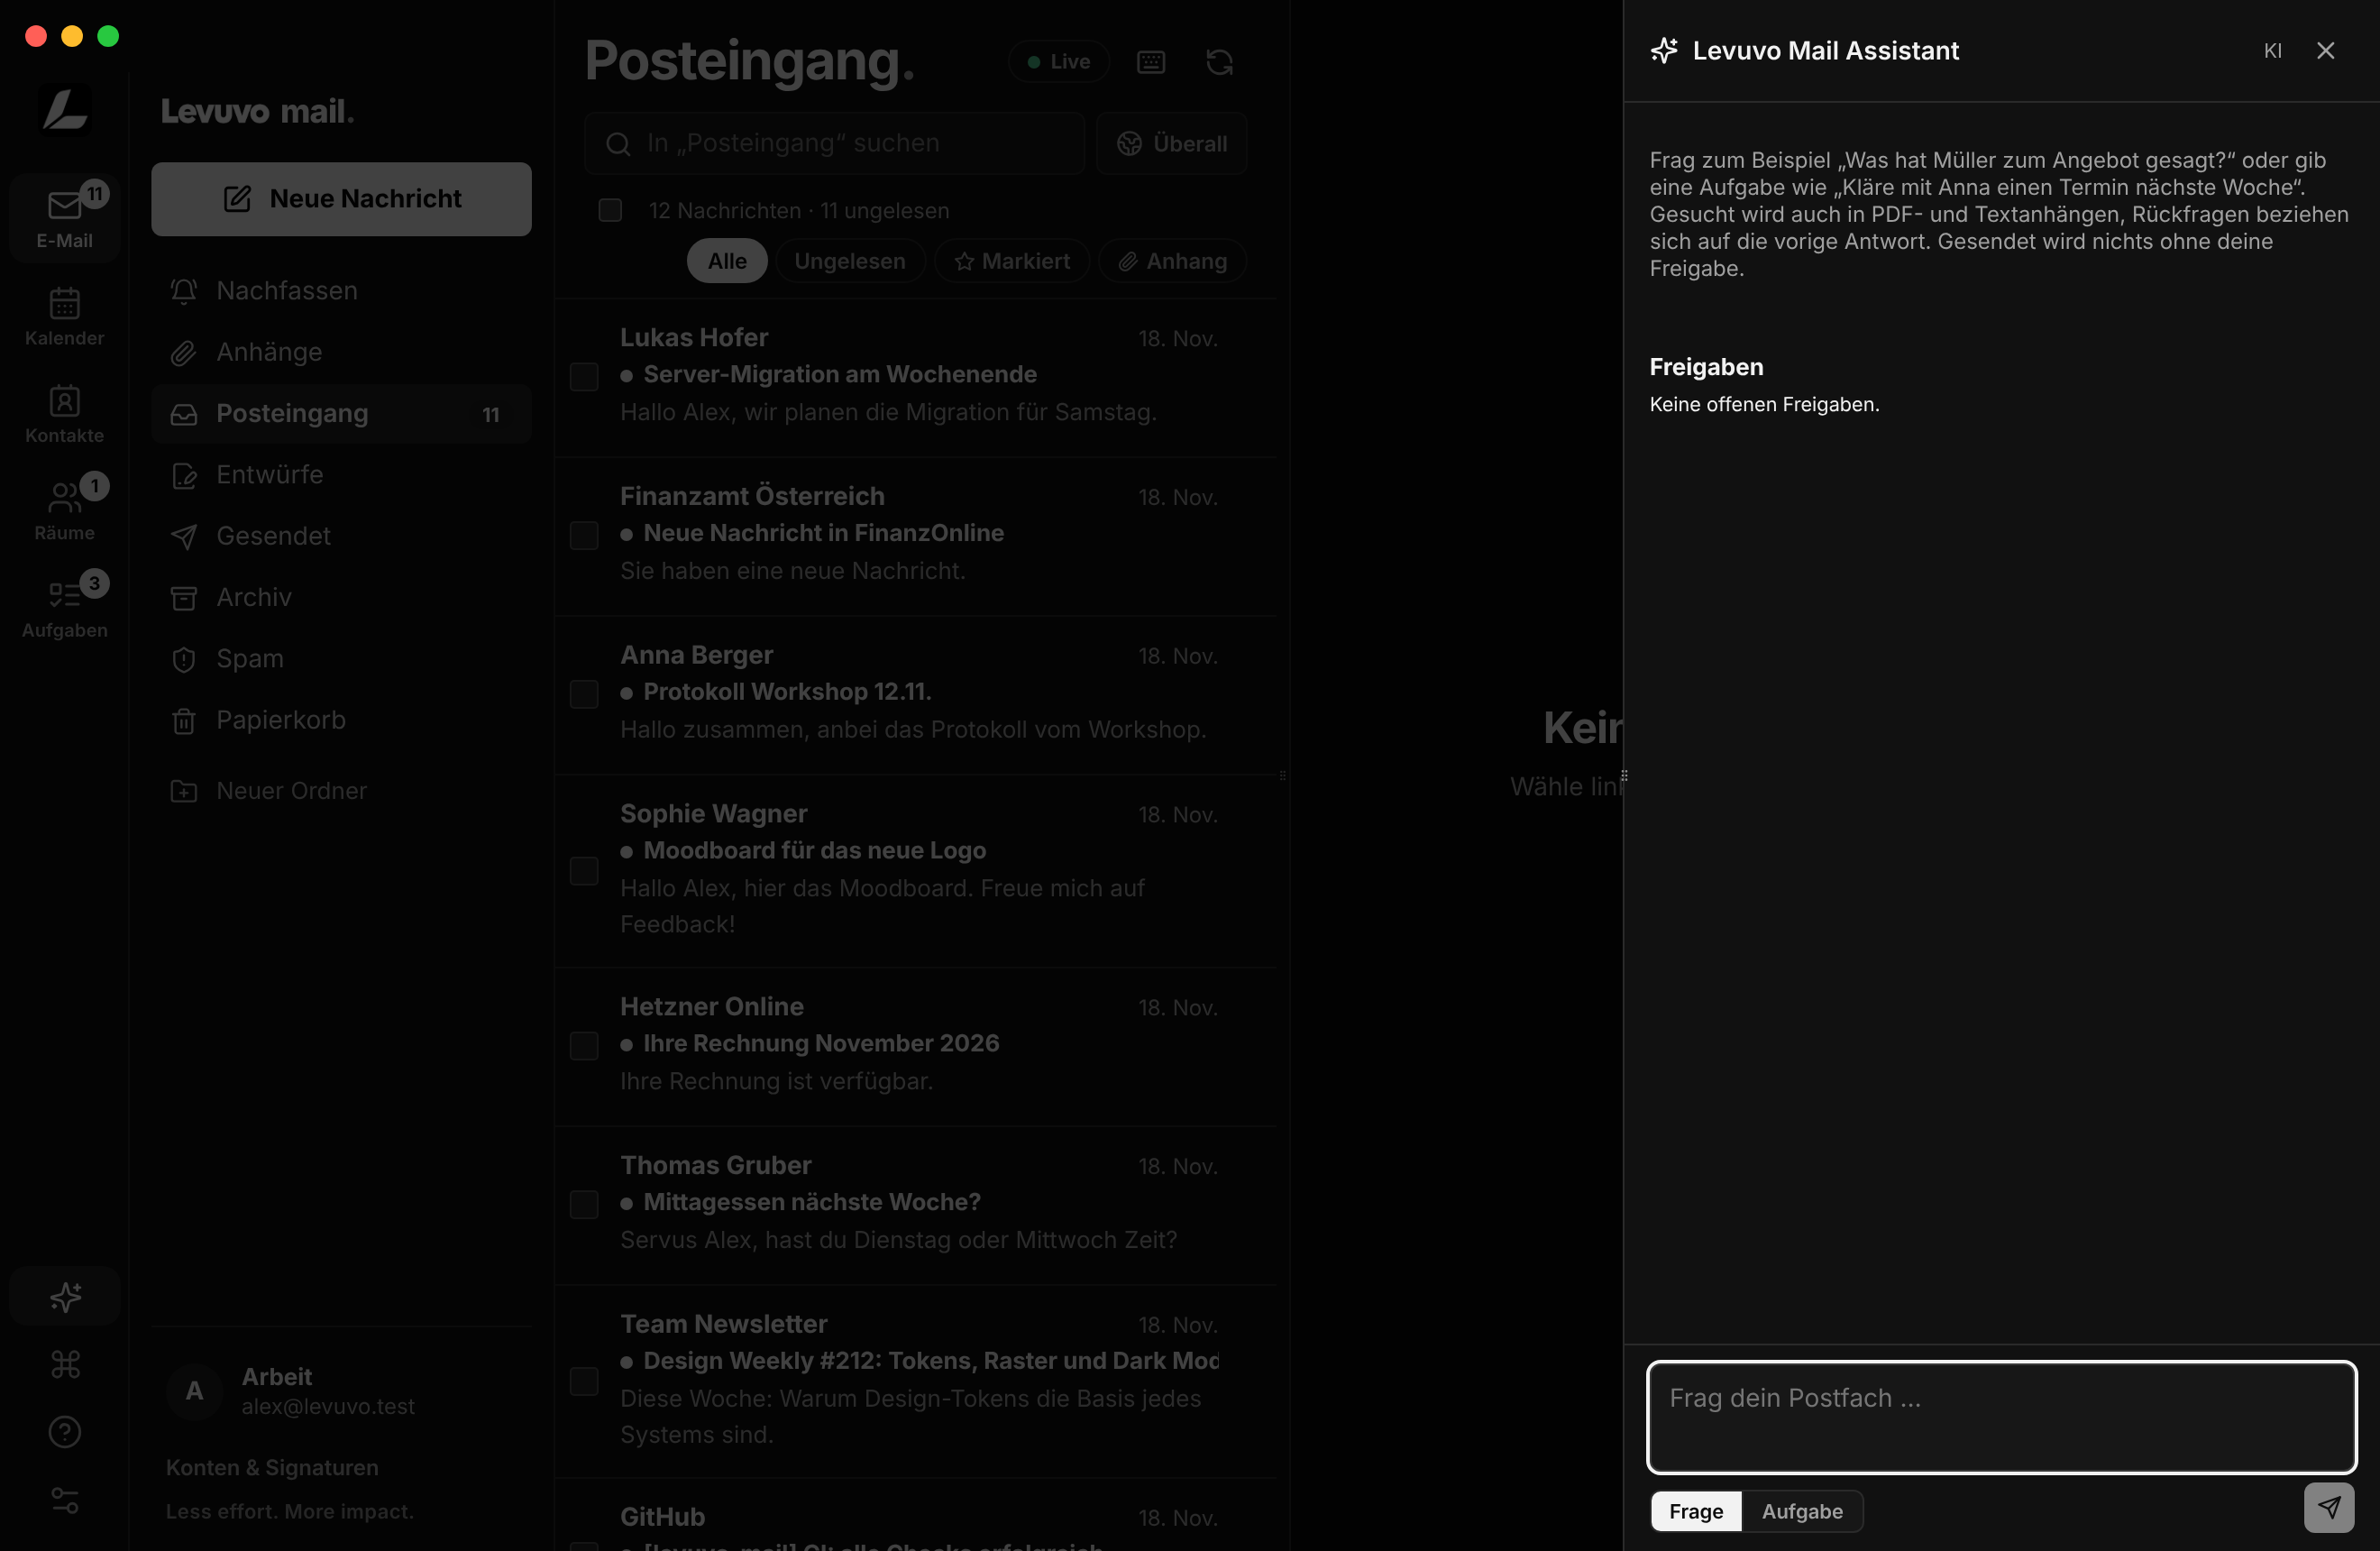 11
E-Mail
Kalender
Kontakte
1
Räume
3
Aufgaben
Levuvo mail.
Neue Nachricht
Nachfassen
Anhänge
Posteingang 11
Entwürfe
Gesendet
Archiv
Spam
Papierkorb
Neuer Ordner
A
Arbeit
alex@levuvo.test
Konten & Signaturen
Less effort. More impact.
Posteingang.
Live
In „Posteingang“ suchen
Überall
12 Nachrichten · 11 ungelesen
Alle Ungelesen Markiert Anhang
Lukas Hofer 18. Nov.
Server-Migration am Wochenende
Hallo Alex, wir planen die Migration für Samstag.
Finanzamt Österreich 18. Nov.
Neue Nachricht in FinanzOnline
Sie haben eine neue Nachricht.
Anna Berger 18. Nov.
Protokoll Workshop 12.11.
Hallo zusammen, anbei das Protokoll vom Workshop.
Sophie Wagner 18. Nov.
Moodboard für das neue Logo
Hallo Alex, hier das Moodboard. Freue mich auf
Feedback!
Hetzner Online 18. Nov.
Ihre Rechnung November 2026
Ihre Rechnung ist verfügbar.
Thomas Gruber 18. Nov.
Mittagessen nächste Woche?
Servus Alex, hast du Dienstag oder Mittwoch Zeit?
Team Newsletter 18. Nov.
Design Weekly #212: Tokens, Raster und Dark Mod
Diese Woche: Warum Design-Tokens die Basis jedes
Systems sind.
GitHub 18. Nov.
Kein
Wähle
Levuvo Mail Assistant
KI
Frag zum Beispiel „Was hat Müller zum Angebot gesagt?“ oder gib
eine Aufgabe wie „Kläre mit Anna einen Termin nächste Woche“.
Gesucht wird auch in PDF- und Textanhängen, Rückfragen beziehen
sich auf die vorige Antwort. Gesendet wird nichts ohne deine
Freigabe.
Freigaben
Keine offenen Freigaben.
Frag dein Postfach ...
Frage Aufgabe